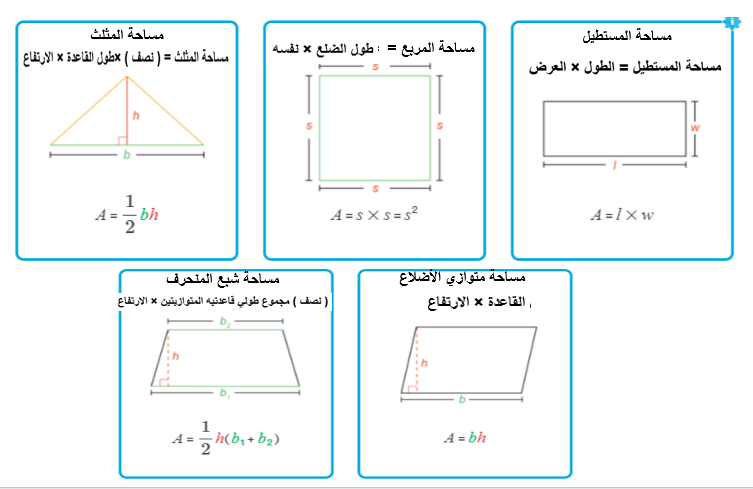 مساحة المستطيل
مساحة المستطيل = الطول × العرض
w
l
A = l × w
مساحة المربع = طول الضلع × نفسه
s
s
s
s
A = s × s = s²
مساحة المثلث
مساحة المثلث = ( نصف ) ×طول القاعدة × الارتفاع
h
b
A = 1/2 bh
مساحة متوازي الأضلاع
القاعدة × الارتفاع
h
b
A = bh
مساحة شبع المنحرف
( نصف ) مجموع طولي قاعدتيه المتوازيتين × الارتفاع
b₂
h
b₁
A = 1/2 h(b₁ + b₂)